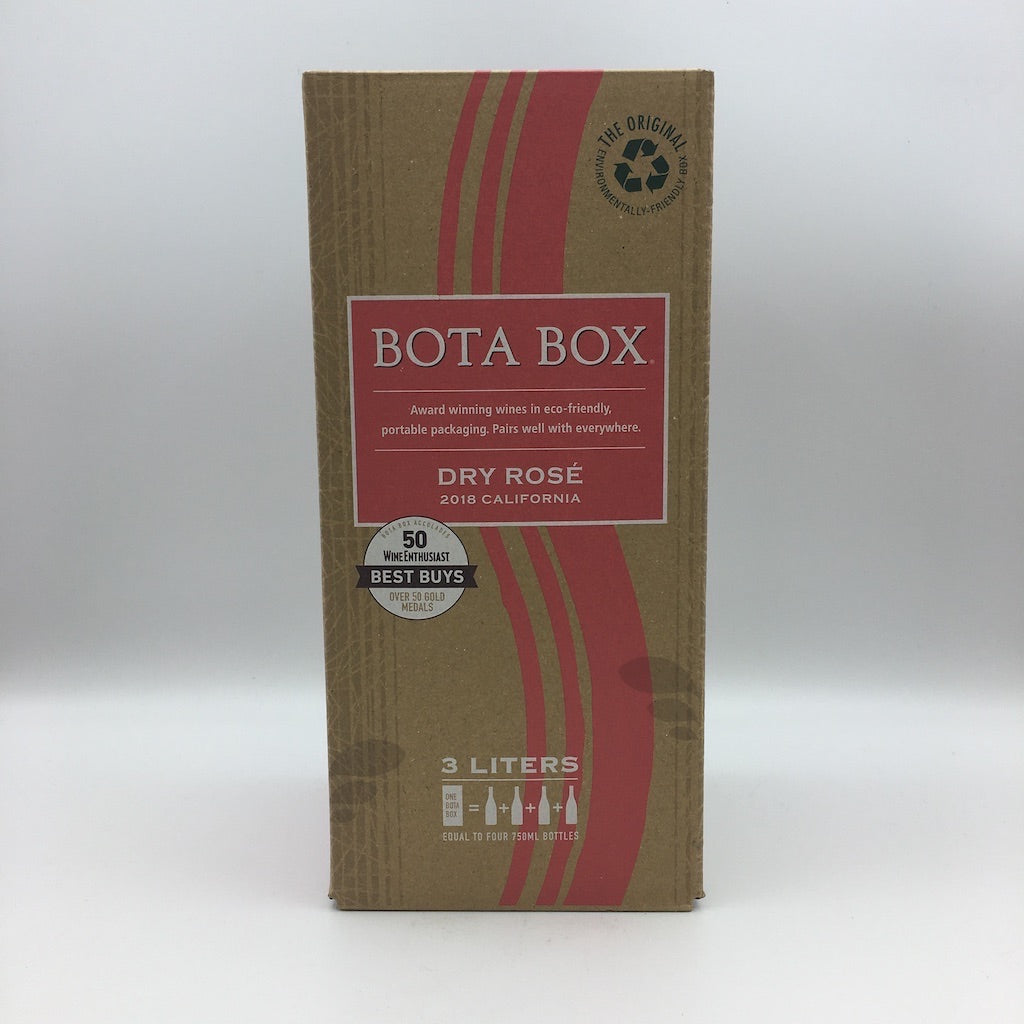 THE ORIGINAL
ENVIRONMENTALLY-FRIENDLY BOX
BOTA BOX®
Award winning wines in eco-friendly,
portable packaging. Pairs well with everywhere.
DRY ROSÉ
2018 CALIFORNIA
BOTA BOX ACCOLADES
50
WINEENTHUSIAST
BEST BUYS
OVER 50 GOLD
MEDALS
3 LITERS
ONE
BOTA
BOX
=
+
+
+
EQUAL TO FOUR 750ML BOTTLES